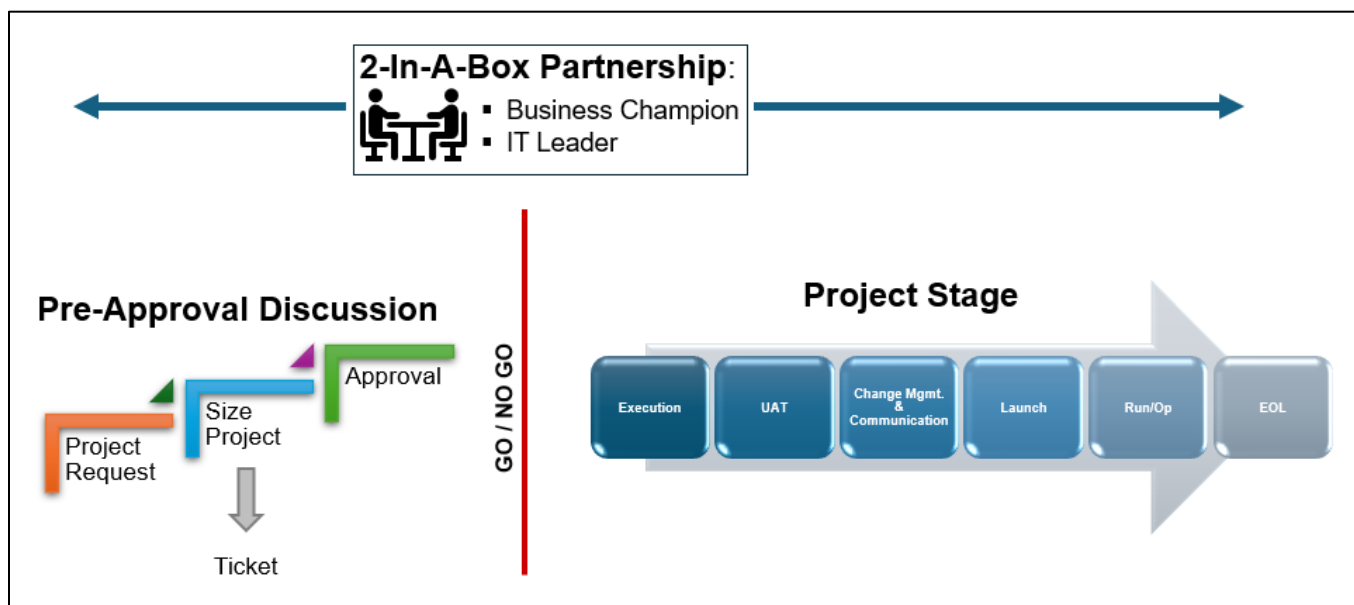 2-In-A-Box Partnership:
▪ Business Champion
▪ IT Leader
Pre-Approval Discussion
Project
Request
Size
Project
Approval
Ticket
GO / NO GO
Project Stage
Execution
UAT
Change Mgmt.
&
Communication
Launch
Run/Op
EOL